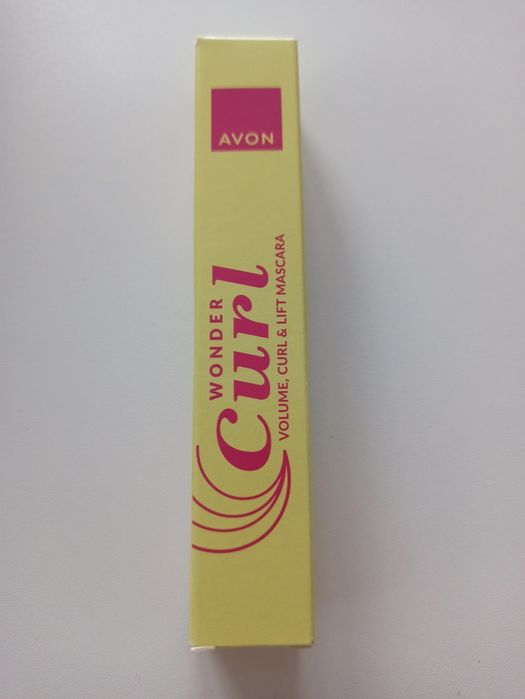 AVON
WONDER
Curl
VOLUME, CURL & LIFT MASCARA